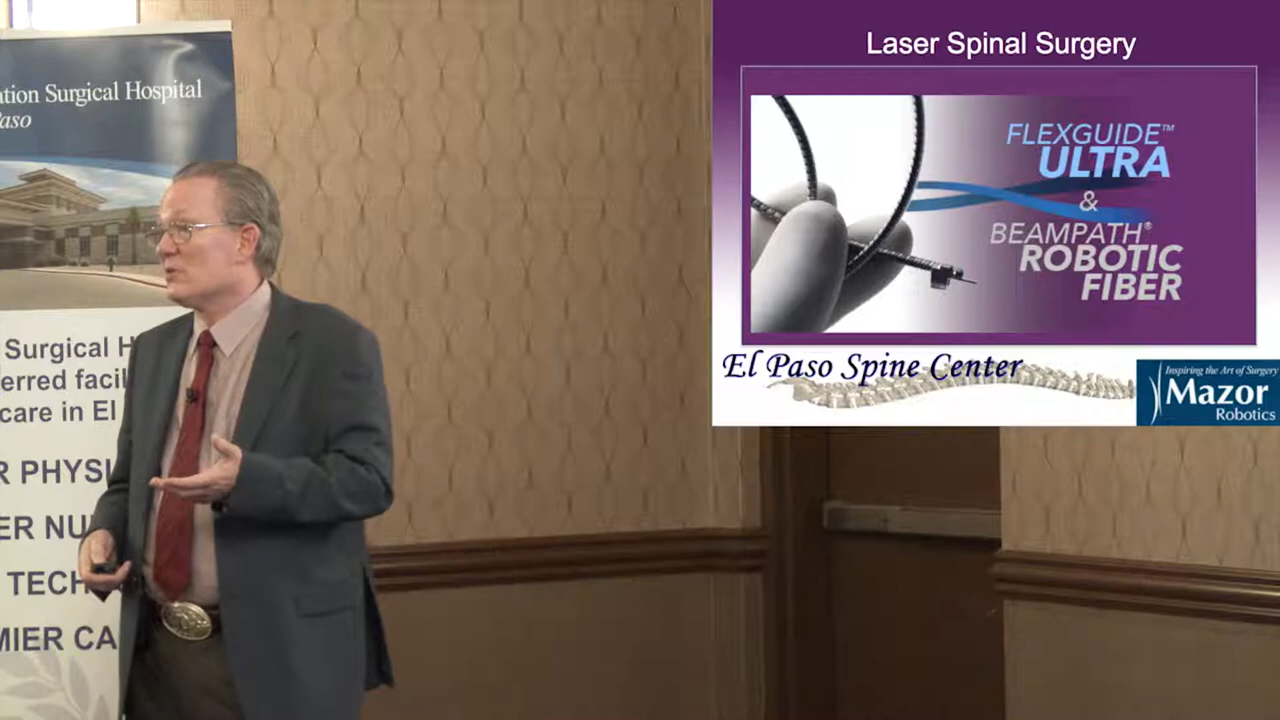 ation Surgical Hospital
aso
Surgical H
erred facil
care in El
R PHYSI
ER NU
TECH
MIER CA
Laser Spinal Surgery
FLEXGUIDE™
ULTRA
&
BEAMPATH®
ROBOTIC
FIBER
El Paso Spine Center
Inspiring the Art of Surgery
Mazor
Robotics